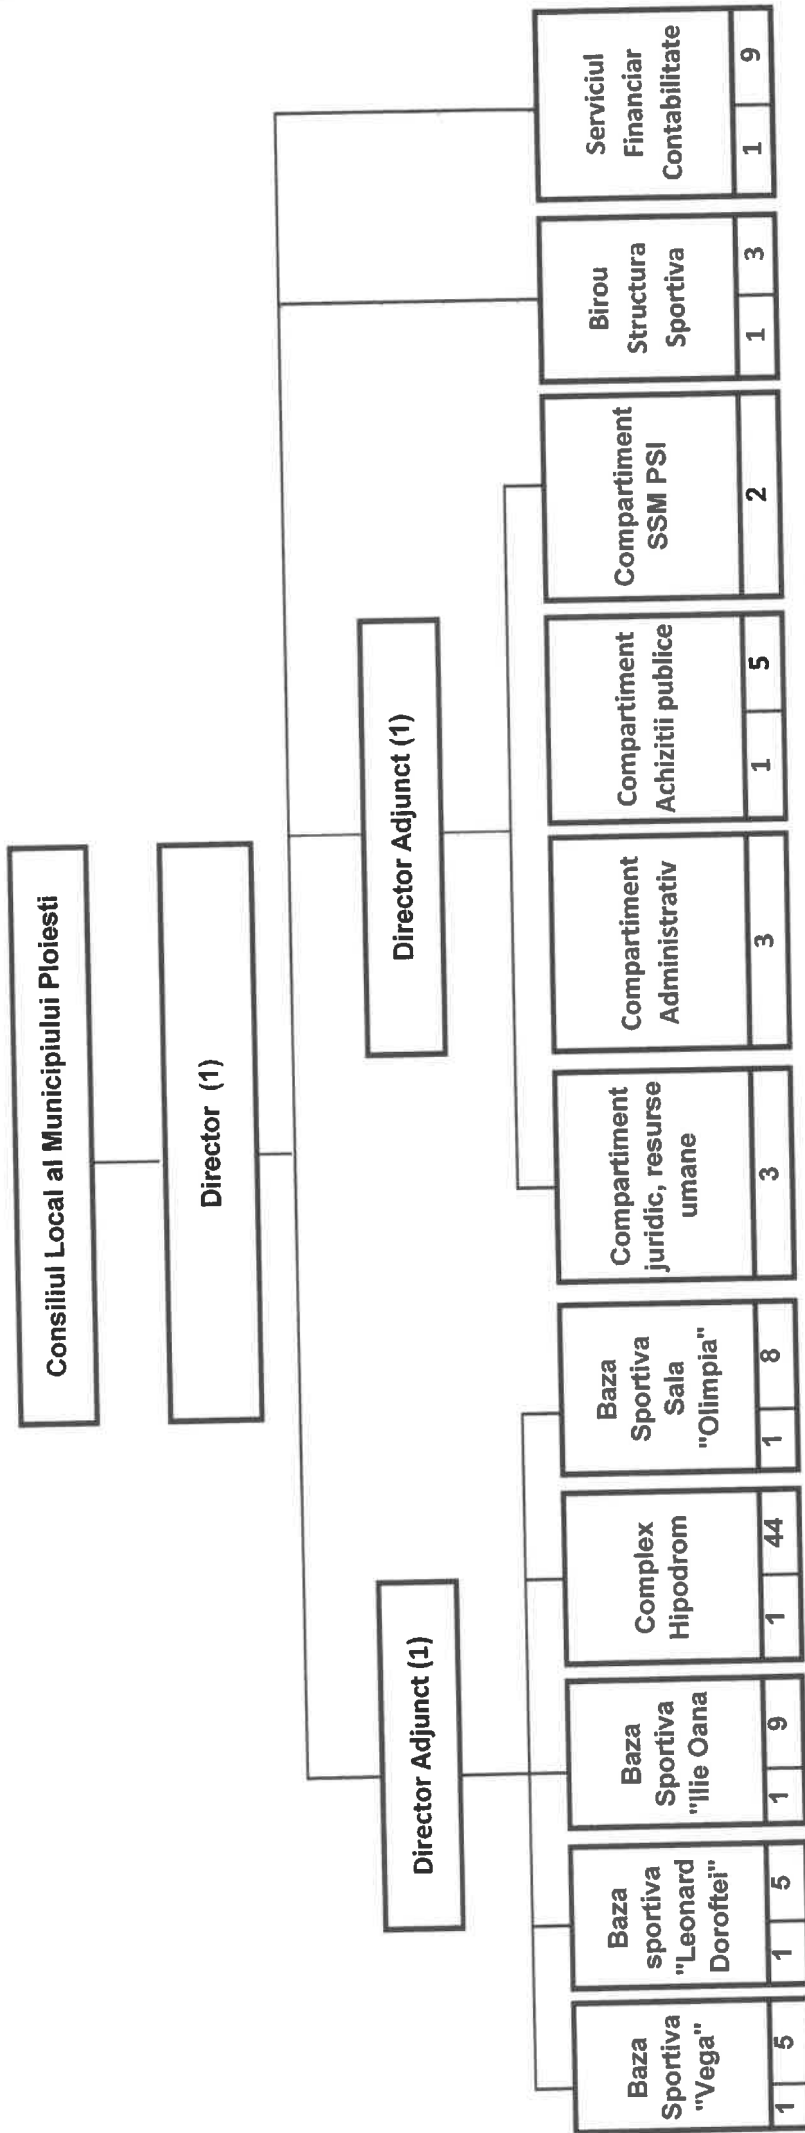 Consiliul Local al Municipiului Ploiesti
Director (1)
Director Adjunct (1)
Director Adjunct (1)
Baza
Sportiva
"Vega"
1 5
Baza
sportiva
"Leonard
Doroftei"
1 5
Baza
Sportiva
"Ilie Oana
1 9
Complex
Hipodrom
1 44
Baza
Sportiva
Sala
"Olimpia"
1 8
Compartiment
juridic, resurse
umane
3
Compartiment
Administrativ
3
Compartiment
Achizitii publice
1 5
Compartiment
SSM PSI
2
Birou
Structura
Sportiva
1 3
Serviciul
Financiar
Contabilitate
1 9